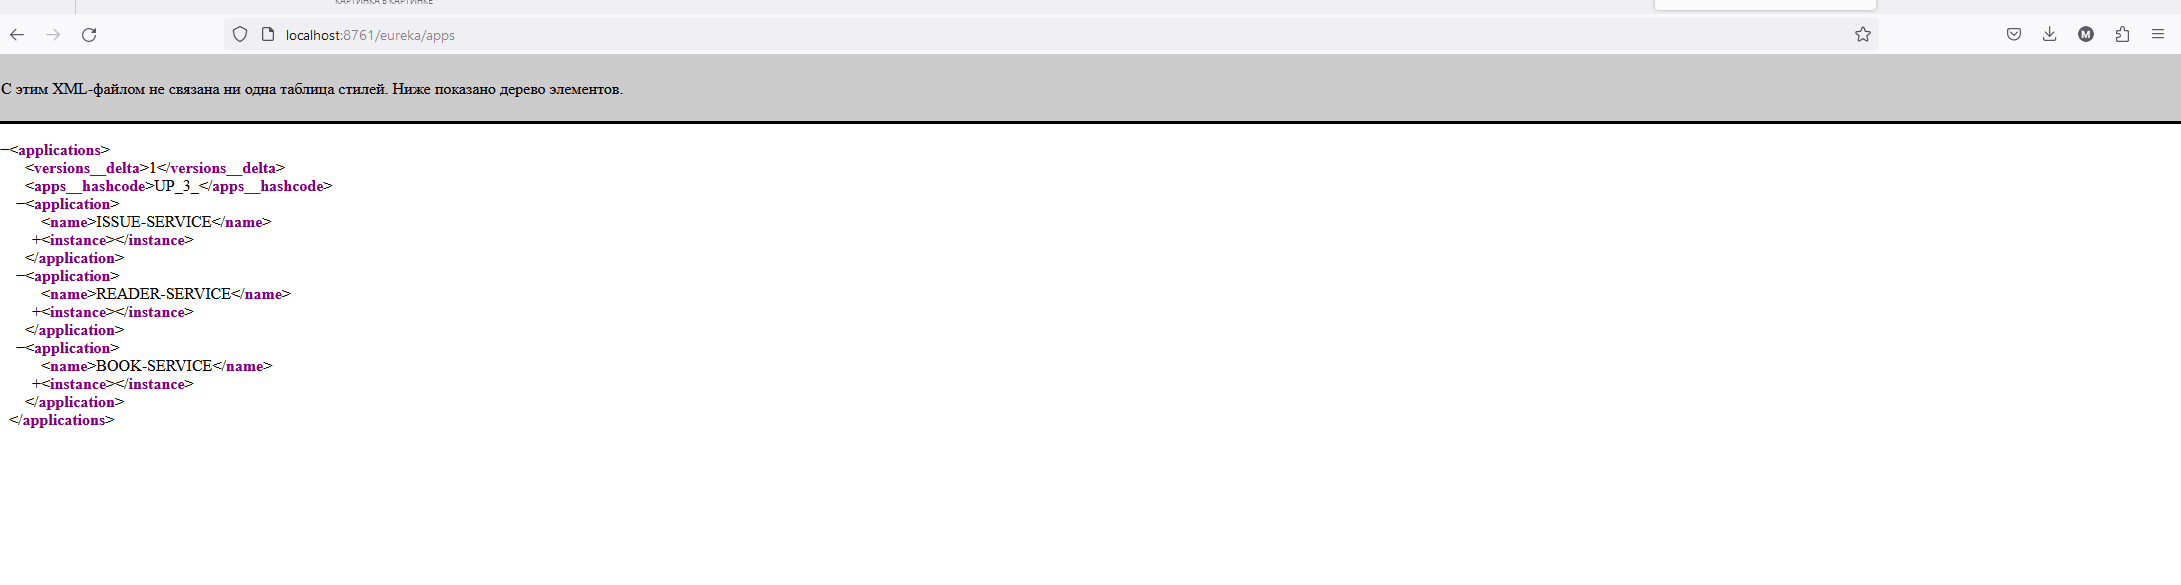 КАРТИНКА В КАРТИНКЕ
localhost:8761/eureka/apps
M
С этим XML-файлом не связана ни одна таблица стилей. Ниже показано дерево элементов.
−<applications>
<versions__delta>1</versions__delta>
<apps__hashcode>UP_3_</apps__hashcode>
−<application>
<name>ISSUE-SERVICE</name>
+<instance></instance>
</application>
−<application>
<name>READER-SERVICE</name>
+<instance></instance>
</application>
−<application>
<name>BOOK-SERVICE</name>
+<instance></instance>
</application>
</applications>